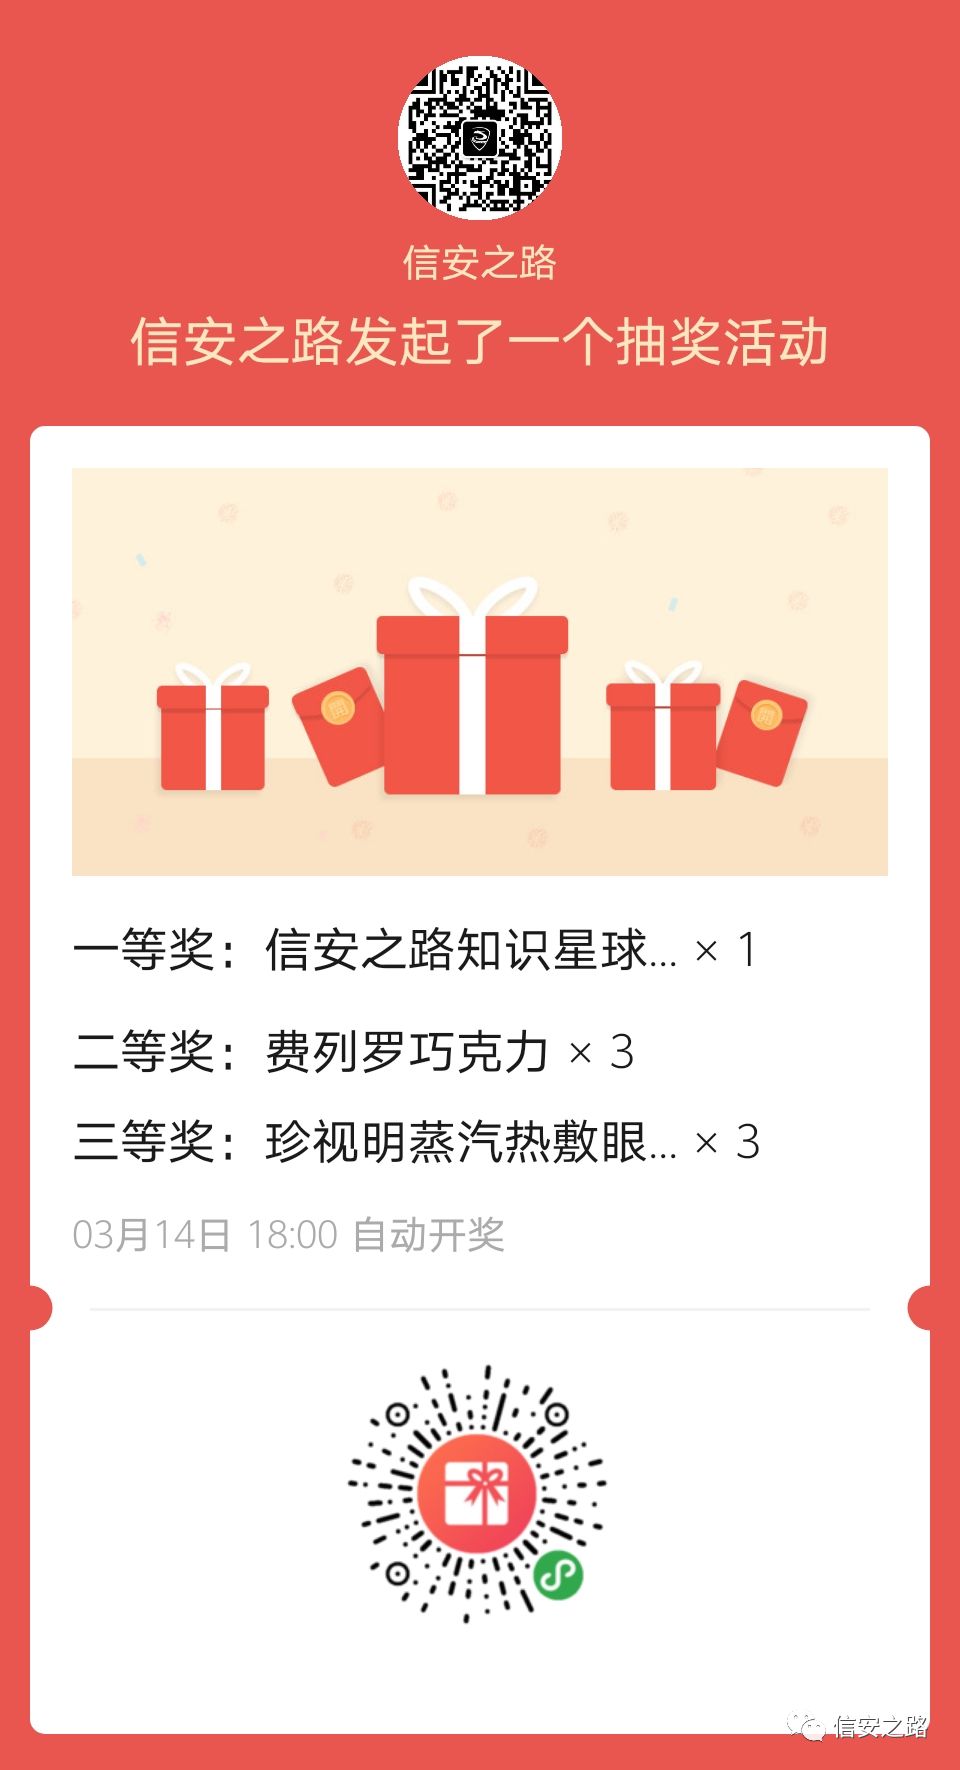 信安之路
信安之路发起了一个抽奖活动
開
開
一等奖：信安之路知识星球... × 1
二等奖：费列罗巧克力 × 3
三等奖：珍视明蒸汽热敷眼... × 3
03月14日 18:00 自动开奖
信安之路